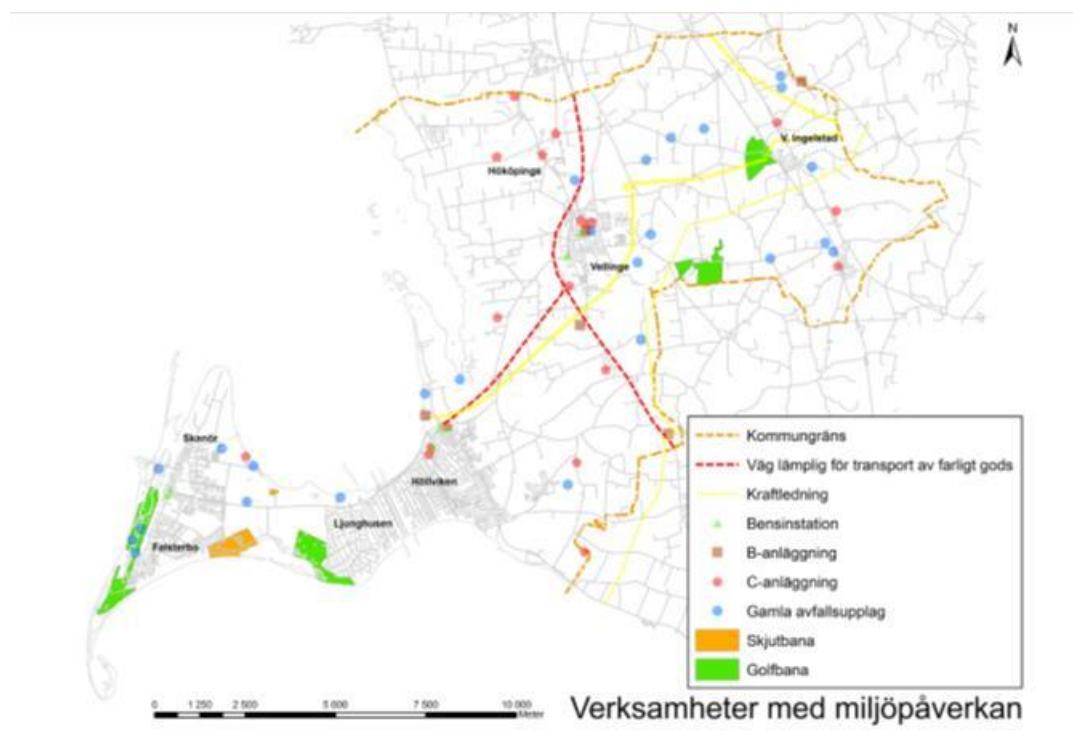 N
V. Ingelstad
Hököpinge
Vellinge
Skanör
Höllviken
Ljunghusen
Falsterbo
Kommungräns
Väg lämplig för transport av farligt gods
Kraftledning
Bensinstation
B-anläggning
C-anläggning
Gamla avfallsupplag
Skjutbana
Golfbana
0 1 250 2 500 5 000 7 500 10 000
Meter
Verksamheter med miljöpåverkan